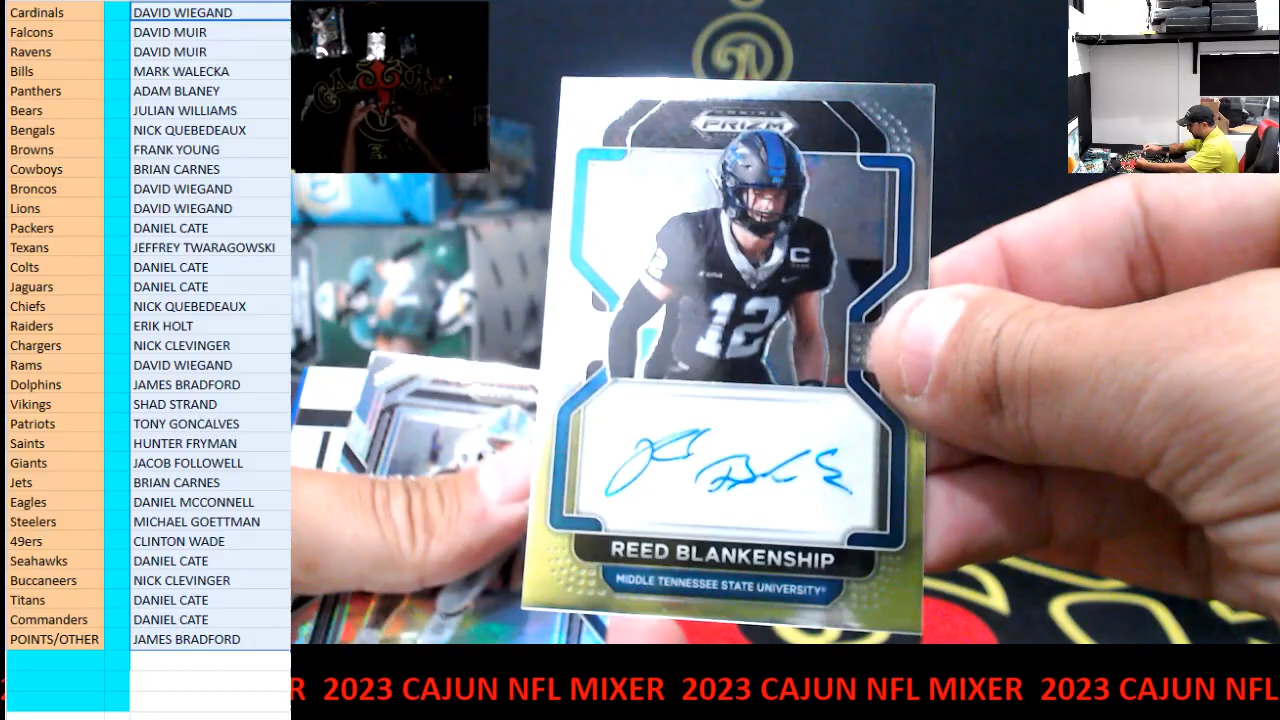 Cardinals DAVID WIEGAND
Falcons DAVID MUIR
Ravens DAVID MUIR
Bills MARK WALECKA
Panthers ADAM BLANEY
Bears JULIAN WILLIAMS
Bengals NICK QUEBEDEAUX
Browns FRANK YOUNG
Cowboys BRIAN CARNES
Broncos DAVID WIEGAND
Lions DAVID WIEGAND
Packers DANIEL CATE
Texans JEFFREY TWARAGOWSKI
Colts DANIEL CATE
Jaguars DANIEL CATE
Chiefs NICK QUEBEDEAUX
Raiders ERIK HOLT
Chargers NICK CLEVINGER
Rams DAVID WIEGAND
Dolphins JAMES BRADFORD
Vikings SHAD STRAND
Patriots TONY GONCALVES
Saints HUNTER FRYMAN
Giants JACOB FOLLOWELL
Jets BRIAN CARNES
Eagles DANIEL MCCONNELL
Steelers MICHAEL GOETTMAN
49ers CLINTON WADE
Seahawks DANIEL CATE
Buccaneers NICK CLEVINGER
Titans DANIEL CATE
Commanders DANIEL CATE
POINTS/OTHER JAMES BRADFORD
PANINI
PRIZM
C
12
REED BLANKENSHIP
MIDDLE TENNESSEE STATE UNIVERSITY®
R 2023 CAJUN NFL MIXER 2023 CAJUN NFL MIXER 2023 CAJUN NFL